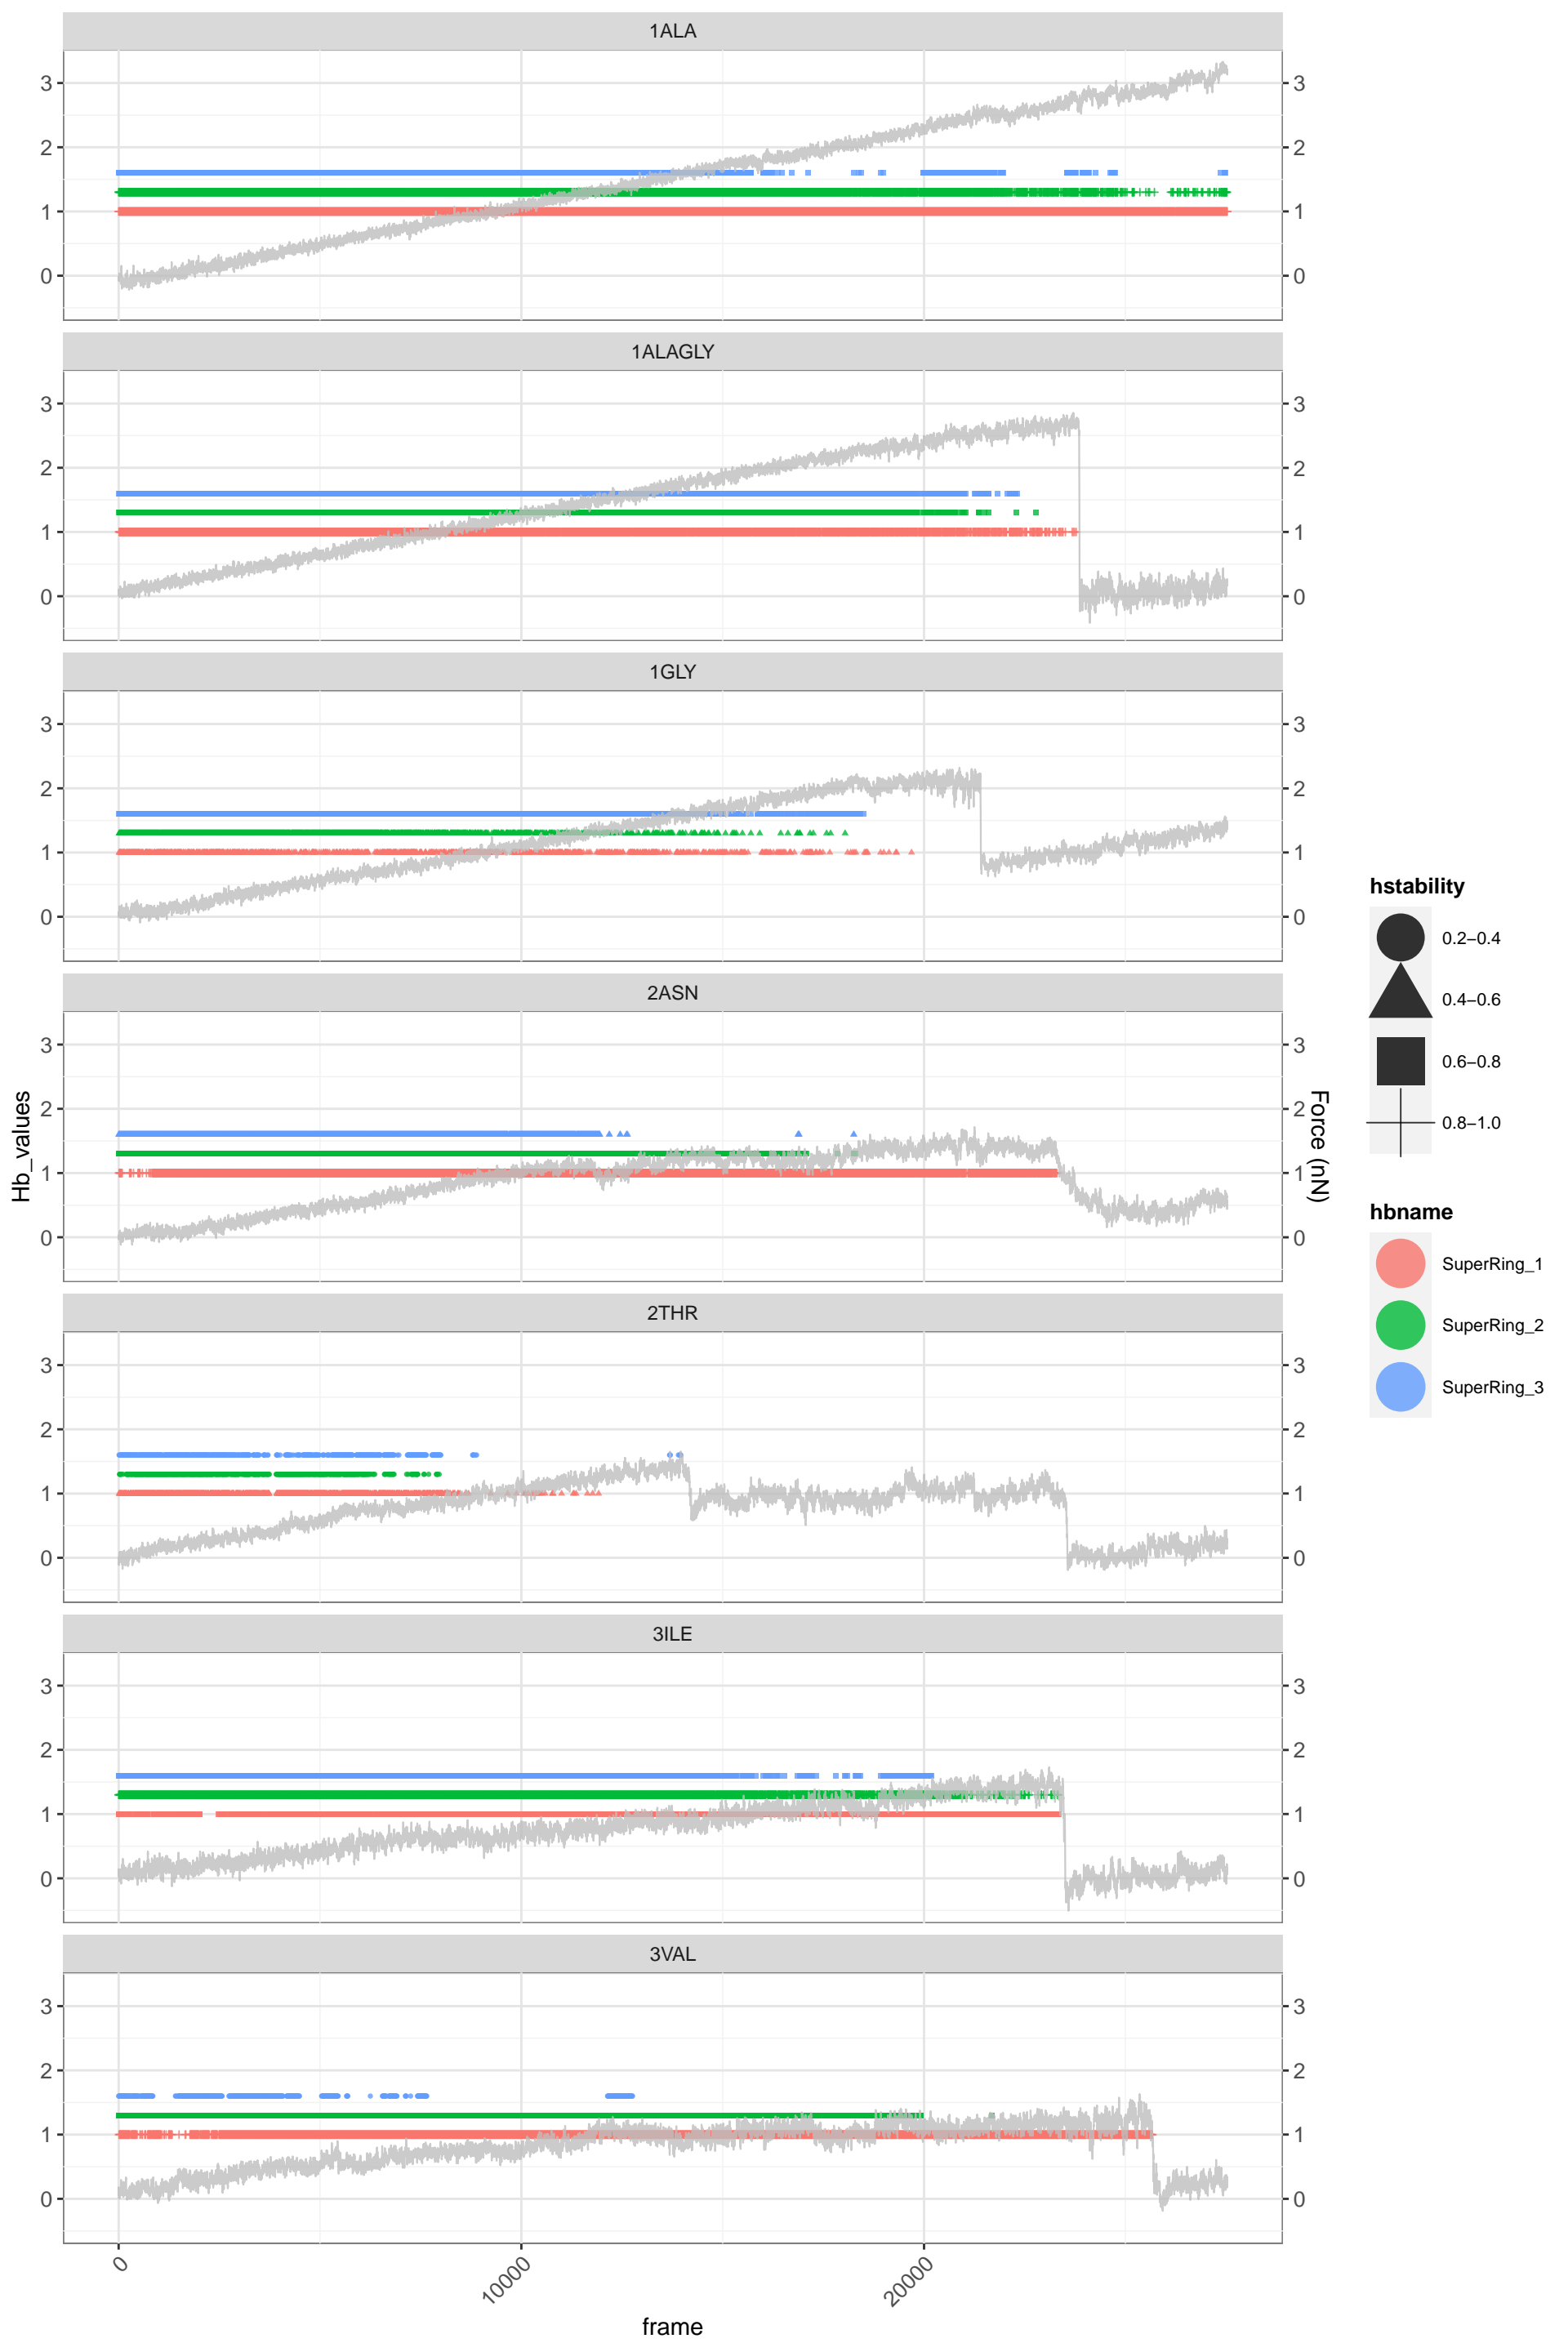 1ALA
3 3
2 2
1 1
0 0
1ALAGLY
3 3
2 2
1 1
0 0
1GLY
3 3
2 2
1 1
0 0
2ASN
3 3
2 2
1 1
0 0
2THR
3 3
2 2
1 1
0 0
3ILE
3 3
2 2
1 1
0 0
3VAL
3 3
2 2
1 1
0 0
0 10000 20000
frame
Hb_values
Force (nN)
hstability
0.2–0.4
0.4–0.6
0.6–0.8
0.8–1.0
hbname
SuperRing_1
SuperRing_2
SuperRing_3